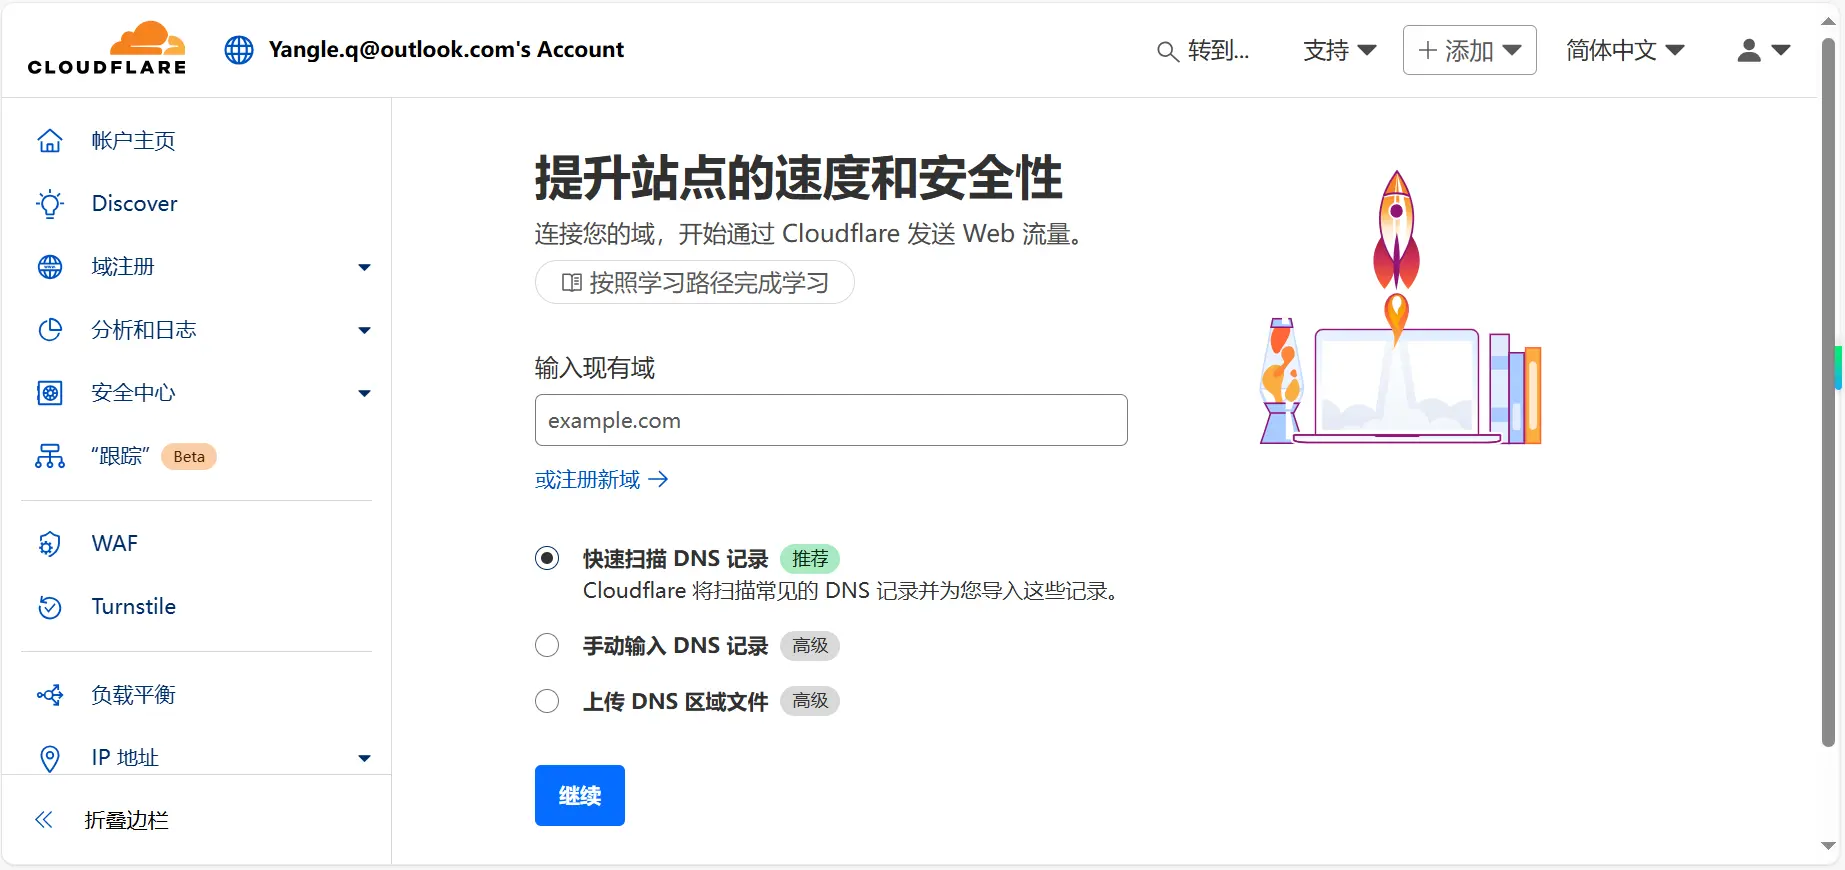 CLOUDFLARE
Yangle.q@outlook.com's Account
转到...
支持
添加
简体中文
帐户主页
Discover
域注册
分析和日志
安全中心
“跟踪” Beta
WAF
Turnstile
负载平衡
IP 地址
折叠边栏
提升站点的速度和安全性
连接您的域，开始通过 Cloudflare 发送 Web 流量。
按照学习路径完成学习
输入现有域
example.com
或注册新域
快速扫描 DNS 记录 推荐
Cloudflare 将扫描常见的 DNS 记录并为您导入这些记录。
手动输入 DNS 记录 高级
上传 DNS 区域文件 高级
继续